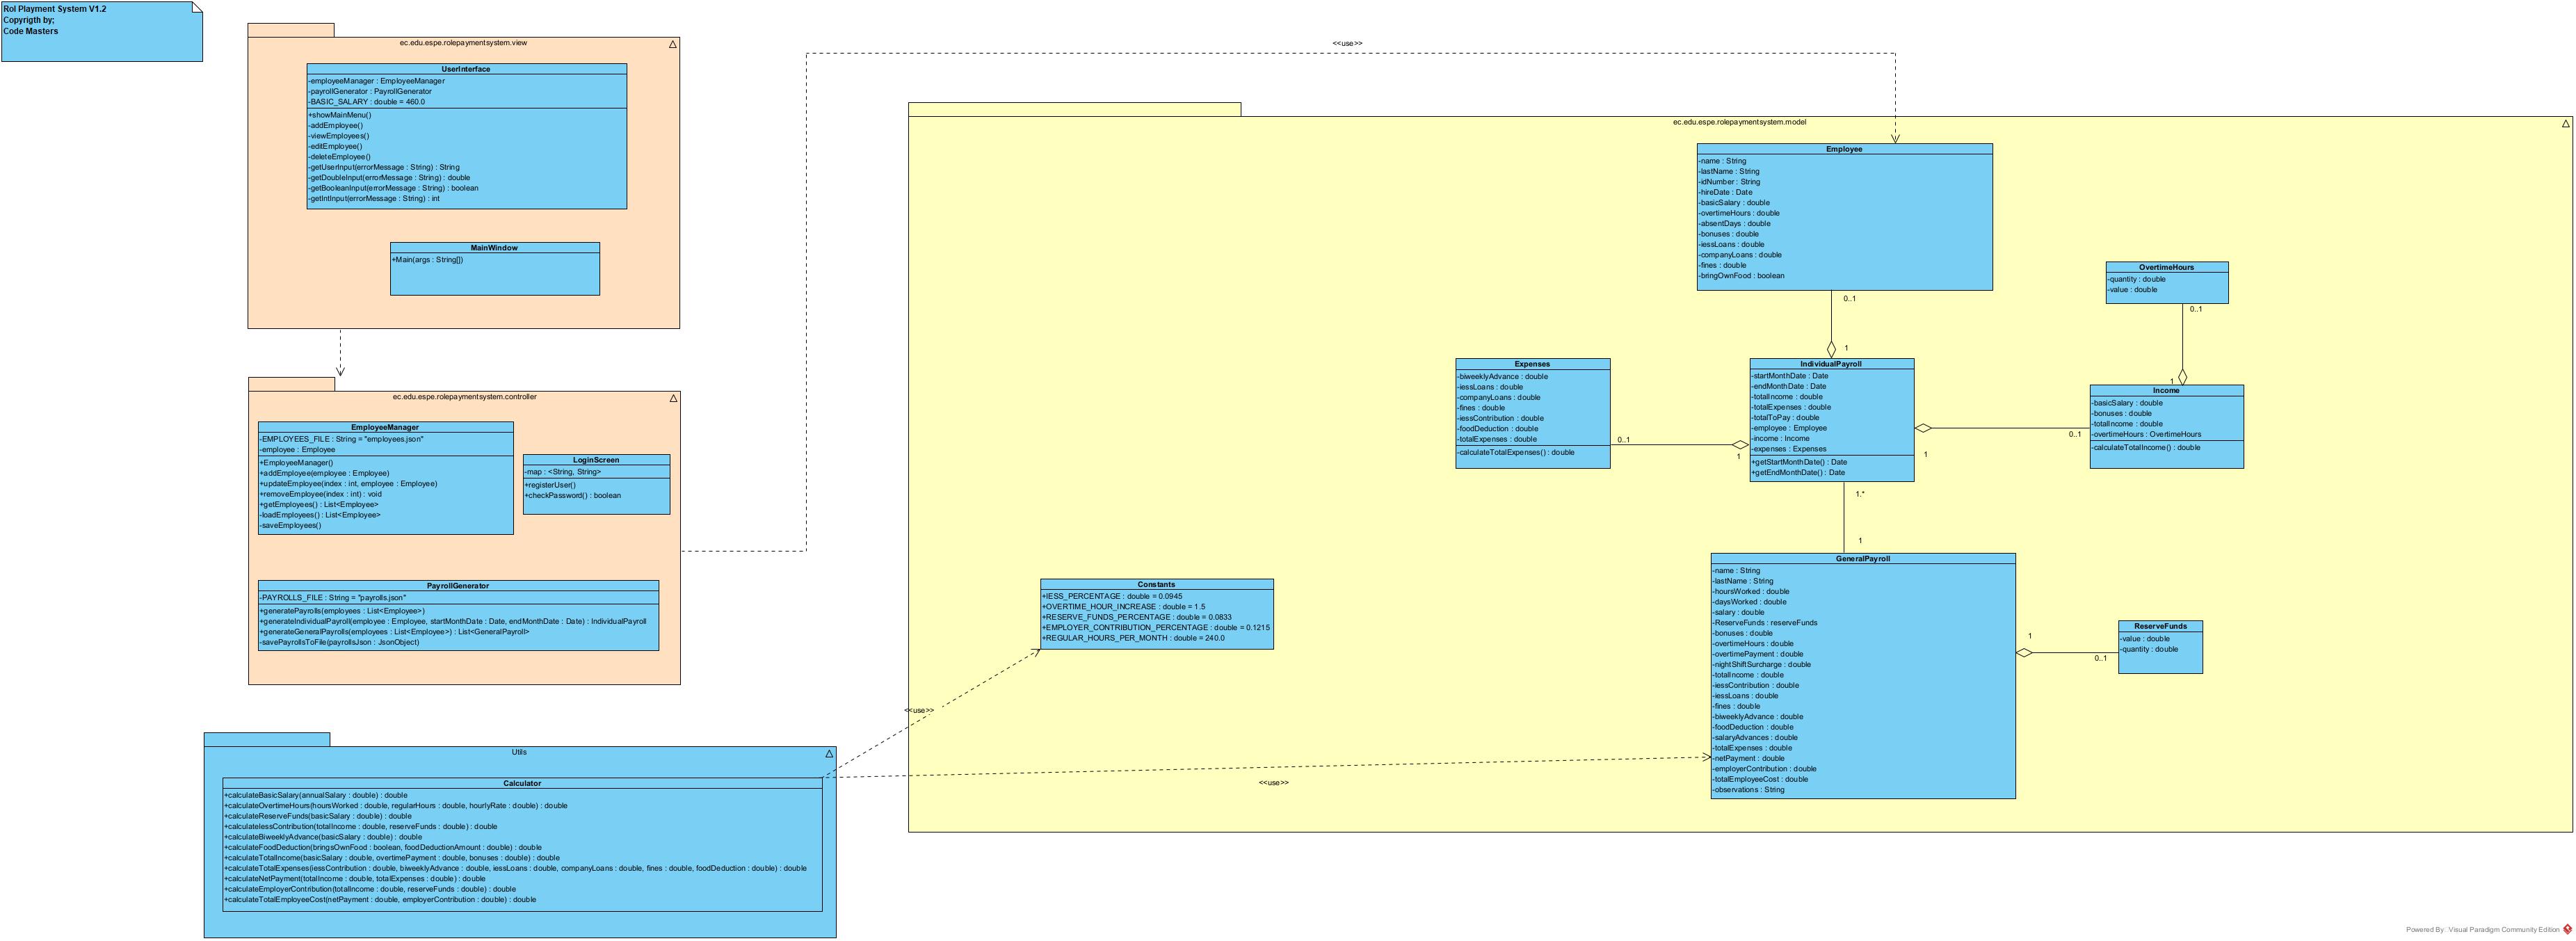 Rol Playment System V1.2
Copyrigth by;
Code Masters
ec.edu.espe.rolepaymentsystem.view
UserInterface
-employeeManager : EmployeeManager
-payrollGenerator : PayrollGenerator
-BASIC_SALARY : double = 460.0
+showMainMenu()
-addEmployee()
-viewEmployees()
-editEmployee()
-deleteEmployee()
-getUserInput(errorMessage : String) : String
-getDoubleInput(errorMessage : String) : double
-getBooleanInput(errorMessage : String) : boolean
-getIntInput(errorMessage : String) : int
MainWindow
+Main(args : String[])
ec.edu.espe.rolepaymentsystem.controller
EmployeeManager
-EMPLOYEES_FILE : String = "employees.json"
-employee : Employee
+EmployeeManager()
+addEmployee(employee : Employee)
+updateEmployee(index : int, employee : Employee)
+removeEmployee(index : int) : void
+getEmployees() : List<Employee>
-loadEmployees() : List<Employee>
-saveEmployees()
LoginScreen
-map : <String, String>
+registerUser()
+checkPassword() : boolean
PayrollGenerator
-PAYROLLS_FILE : String = "payrolls.json"
+generatePayrolls(employees : List<Employee>)
+generateIndividualPayroll(employee : Employee, startMonthDate : Date, endMonthDate : Date) : IndividualPayroll
+generateGeneralPayrolls(employees : List<Employee>) : List<GeneralPayroll>
-savePayrollsToFile(payrollsJson : JsonObject)
Utils
Calculator
+calculateBasicSalary(annualSalary : double) : double
+calculateOvertimeHours(hoursWorked : double, regularHours : double, hourlyRate : double) : double
+calculateReserveFunds(basicSalary : double) : double
+calculateIessContribution(totalIncome : double, reserveFunds : double) : double
+calculateBiweeklyAdvance(basicSalary : double) : double
+calculateFoodDeduction(bringsOwnFood : boolean, foodDeductionAmount : double) : double
+calculateTotalIncome(basicSalary : double, overtimePayment : double, bonuses : double) : double
+calculateTotalExpenses(iessContribution : double, biweeklyAdvance : double, iessLoans : double, companyLoans : double, fines : double, foodDeduction : double) : double
+calculateNetPayment(totalIncome : double, totalExpenses : double) : double
+calculateEmployerContribution(totalIncome : double, reserveFunds : double) : double
+calculateTotalEmployeeCost(netPayment : double, employerContribution : double) : double
<<use>>
<<use>>
<<use>>
ec.edu.espe.rolepaymentsystem.model
Employee
-name : String
-lastName : String
-idNumber : String
-hireDate : Date
-basicSalary : double
-overtimeHours : double
-absentDays : double
-bonuses : double
-iessLoans : double
-companyLoans : double
-fines : double
-bringOwnFood : boolean
0..1
1
OvertimeHours
-quantity : double
-value : double
0..1
1
Expenses
-biweeklyAdvance : double
-iessLoans : double
-companyLoans : double
-fines : double
-iessContribution : double
-foodDeduction : double
-totalExpenses : double
-calculateTotalExpenses() : double
0..1
1
IndividualPayroll
-startMonthDate : Date
-endMonthDate : Date
-totalIncome : double
-totalExpenses : double
-totalToPay : double
-employee : Employee
-income : Income
-expenses : Expenses
+getStartMonthDate() : Date
+getEndMonthDate() : Date
1
0..1
Income
-basicSalary : double
-bonuses : double
-totalIncome : double
-overtimeHours : OvertimeHours
-calculateTotalIncome() : double
1.*
1
Constants
+IESS_PERCENTAGE : double = 0.0945
+OVERTIME_HOUR_INCREASE : double = 1.5
+RESERVE_FUNDS_PERCENTAGE : double = 0.0833
+EMPLOYER_CONTRIBUTION_PERCENTAGE : double = 0.1215
+REGULAR_HOURS_PER_MONTH : double = 240.0
GeneralPayroll
-name : String
-lastName : String
-hoursWorked : double
-daysWorked : double
-salary : double
-ReserveFunds : reserveFunds
-bonuses : double
-overtimeHours : double
-overtimePayment : double
-nightShiftSurcharge : double
-totalIncome : double
-iessContribution : double
-iessLoans : double
-fines : double
-biweeklyAdvance : double
-foodDeduction : double
-salaryAdvances : double
-totalExpenses : double
-netPayment : double
-employerContribution : double
-totalEmployeeCost : double
-observations : String
1
0..1
ReserveFunds
-value : double
-quantity : double
Powered By: Visual Paradigm Community Edition